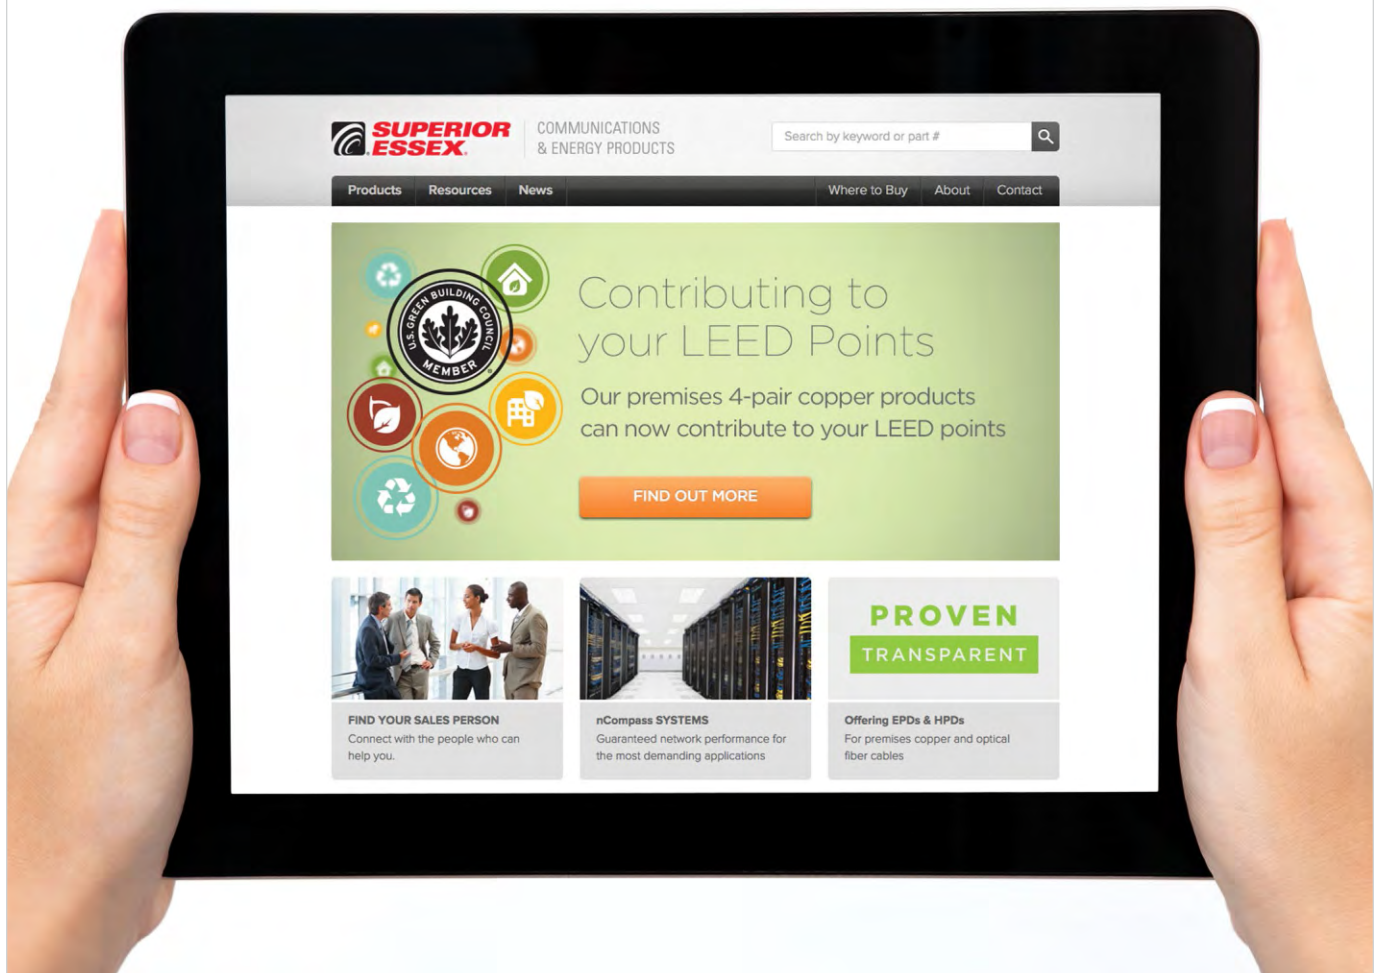 SUPERIOR
ESSEX
COMMUNICATIONS
& ENERGY PRODUCTS
Search by keyword or part #
Products
Resources
News
Where to Buy
About
Contact
U.S. GREEN BUILDING COUNCIL
MEMBER
Contributing to
your LEED Points
Our premises 4-pair copper products
can now contribute to your LEED points
FIND OUT MORE
FIND YOUR SALES PERSON
Connect with the people who can
help you.
nCompass SYSTEMS
Guaranteed network performance for
the most demanding applications
PROVEN
TRANSPARENT
Offering EPDs & HPDs
For premises copper and optical
fiber cables